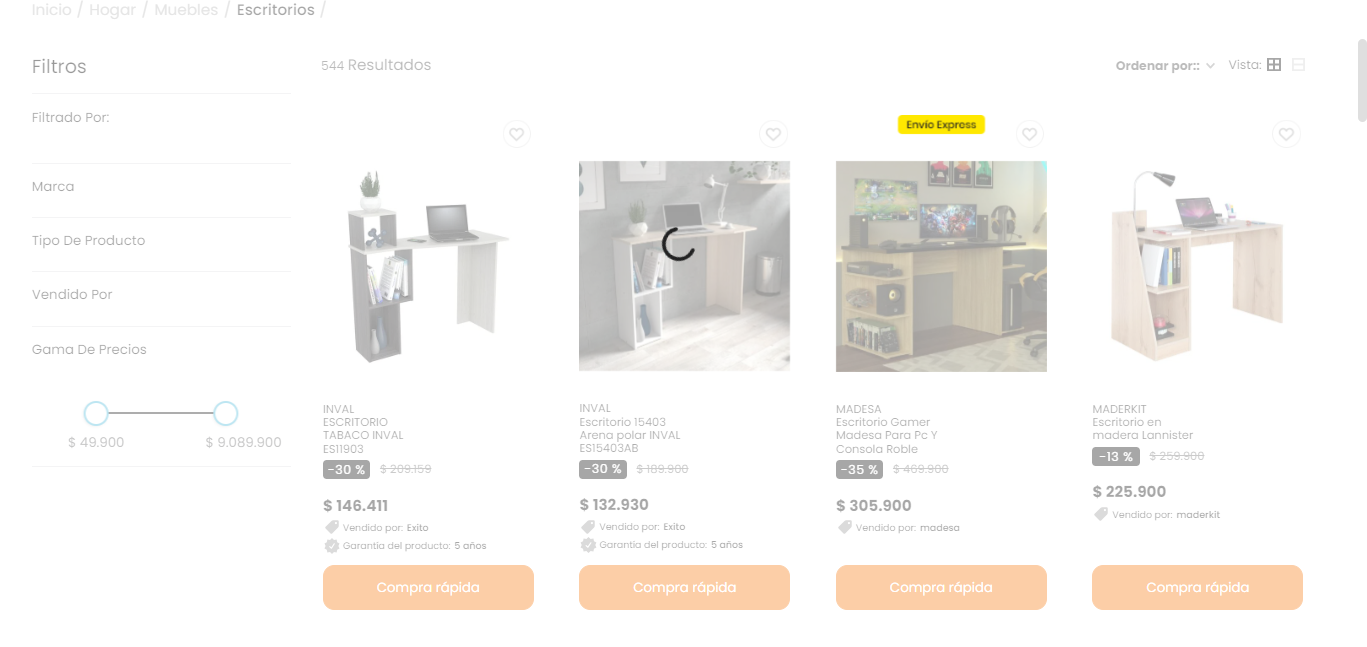 Inicio / Hogar / Muebles / Escritorios /
Filtros
544 Resultados
Ordenar por::
Vista:
Filtrado Por:
Marca
Tipo De Producto
Vendido Por
Gama De Precios
$ 49.900
$ 9.089.900
INVAL
ESCRITORIO
TABACO INVAL
ES11903
-30 % $ 209.159
$ 146.411
Vendido por: Exito
Garantía del producto: 5 años
Compra rápida
INVAL
Escritorio 15403
Arena polar INVAL
ES15403AB
-30 % $ 189.900
$ 132.930
Vendido por: Exito
Garantía del producto: 5 años
Compra rápida
Envío Express
MADESA
Escritorio Gamer
Madesa Para Pc Y
Consola Roble
-35 % $ 469.900
$ 305.900
Vendido por: madesa
Compra rápida
MADERKIT
Escritorio en
madera Lannister
-13 % $ 259.900
$ 225.900
Vendido por: maderkit
Compra rápida